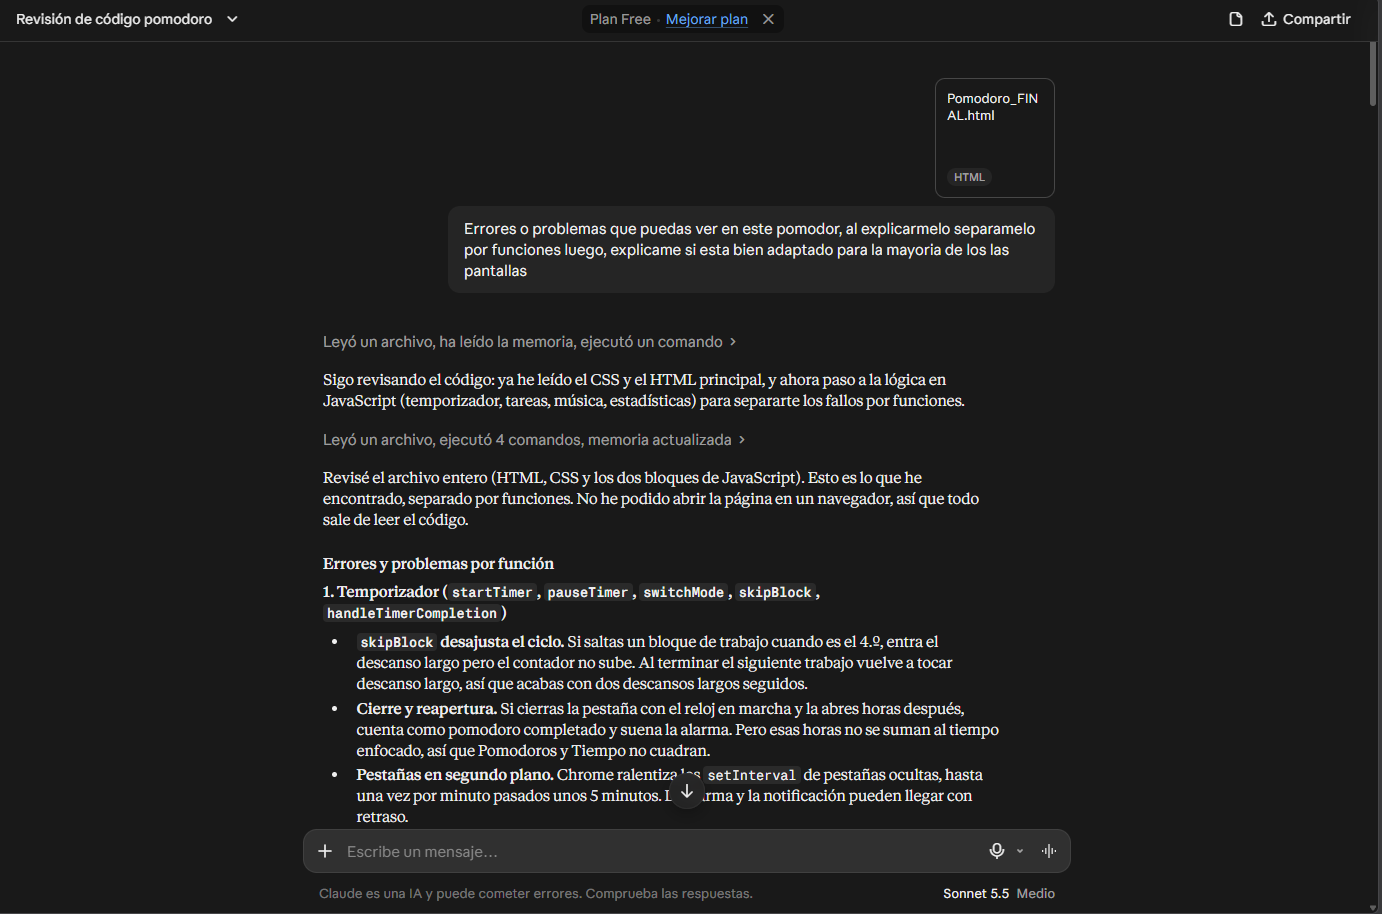 Revisión de código pomodoro
Plan Free · Mejorar plan
Compartir
Pomodoro_FIN
AL.html
HTML
Errores o problemas que puedas ver en este pomodor, al explicarmelo separamelo
por funciones luego, explicame si esta bien adaptado para la mayoria de los las
pantallas
Leyó un archivo, ha leído la memoria, ejecutó un comando
Sigo revisando el código: ya he leído el CSS y el HTML principal, y ahora paso a la lógica en
JavaScript (temporizador, tareas, música, estadísticas) para separarte los fallos por funciones.
Leyó un archivo, ejecutó 4 comandos, memoria actualizada
Revisé el archivo entero (HTML, CSS y los dos bloques de JavaScript). Esto es lo que he
encontrado, separado por funciones. No he podido abrir la página en un navegador, así que todo
sale de leer el código.
Errores y problemas por función
1. Temporizador ( startTimer , pauseTimer , switchMode , skipBlock ,
handleTimerCompletion )
• skipBlock desajusta el ciclo. Si saltas un bloque de trabajo cuando es el 4.º, entra el
descanso largo pero el contador no sube. Al terminar el siguiente trabajo vuelve a tocar
descanso largo, así que acabas con dos descansos largos seguidos.
• Cierre y reapertura. Si cierras la pestaña con el reloj en marcha y la abres horas después,
cuenta como pomodoro completado y suena la alarma. Pero esas horas no se suman al tiempo
enfocado, así que Pomodoros y Tiempo no cuadran.
• Pestañas en segundo plano. Chrome ralentiza setInterval de pestañas ocultas, hasta
una vez por minuto pasados unos 5 minutos. y la notificación pueden llegar con
retraso.
Escribe un mensaje...
Claude es una IA y puede cometer errores. Comprueba las respuestas.
Sonnet 5.5 Medio